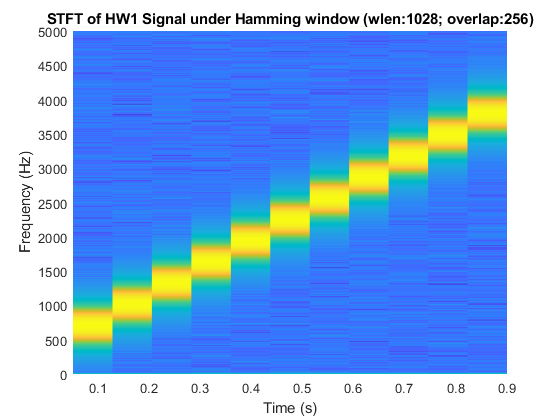 STFT of HW1 Signal under Hamming window (wlen:1028; overlap:256)
5000
4500
4000
3500
3000
2500
2000
1500
1000
500
0
Frequency (Hz)
0.1 0.2 0.3 0.4 0.5 0.6 0.7 0.8 0.9
Time (s)